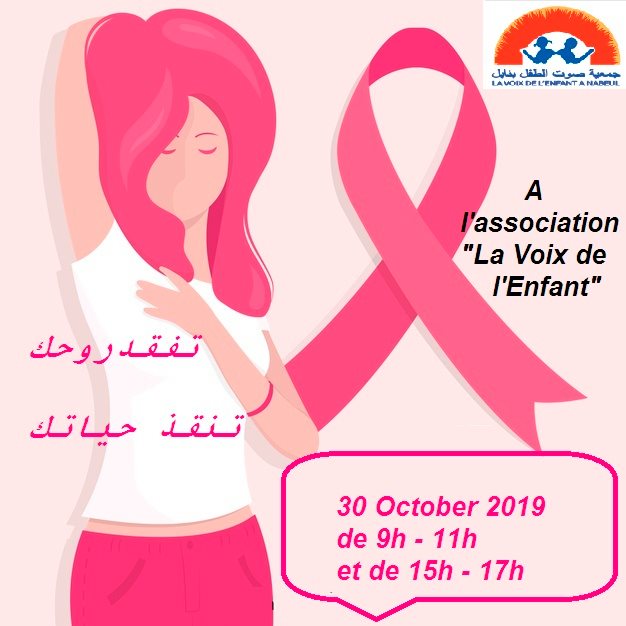 جمعية صوت الطفل بنابل
LA VOIX DE L'ENFANT A NABEUL
A
l'association
"La Voix de
l'Enfant"
تفقدروحك
تنقذ حياتك
30 October 2019
de 9h - 11h
et de 15h - 17h